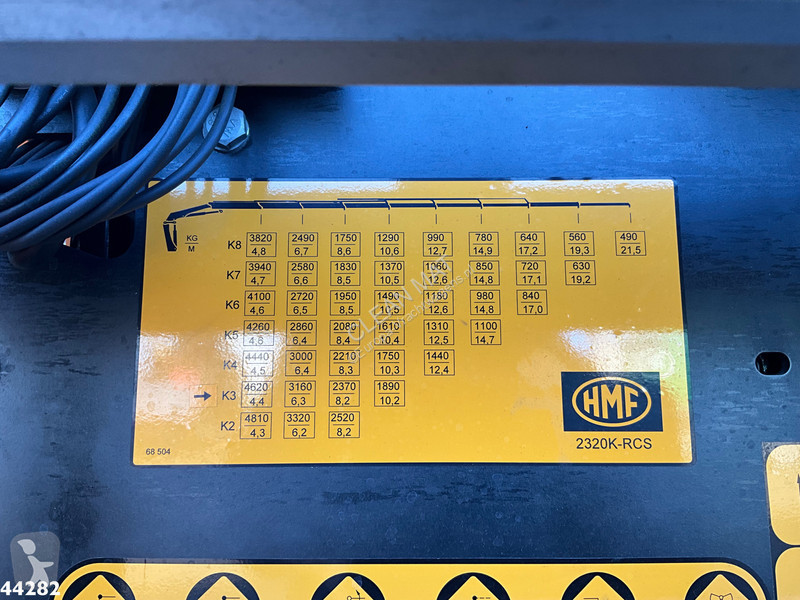 KG
M
K8 3820 2490 1750 1290 990 780 640 560 490
4,8 6,7 8,6 10,6 12,7 14,9 17,2 19,3 21,5
K7 3940 2580 1830 1370 1060 850 720 630
4,7 6,6 8,5 10,5 12,6 14,8 17,1 19,2
K6 4100 2720 1950 1490 1180 980 840
4,6 6,5 8,5 10,5 12,6 14,8 17,0
K5 4260 2860 2080 1610 1310 1100
4,6 6,4 8,4 10,4 12,5 14,7
K4 4440 3000 2210 1750 1440
4,5 6,4 8,3 10,3 12,4
K3 4620 3160 2370 1890
4,4 6,3 8,2 10,2
K2 4810 3320 2520
4,3 6,2 8,2
HMF
2320K-RCS
68 504
CLEAN MAT
44282